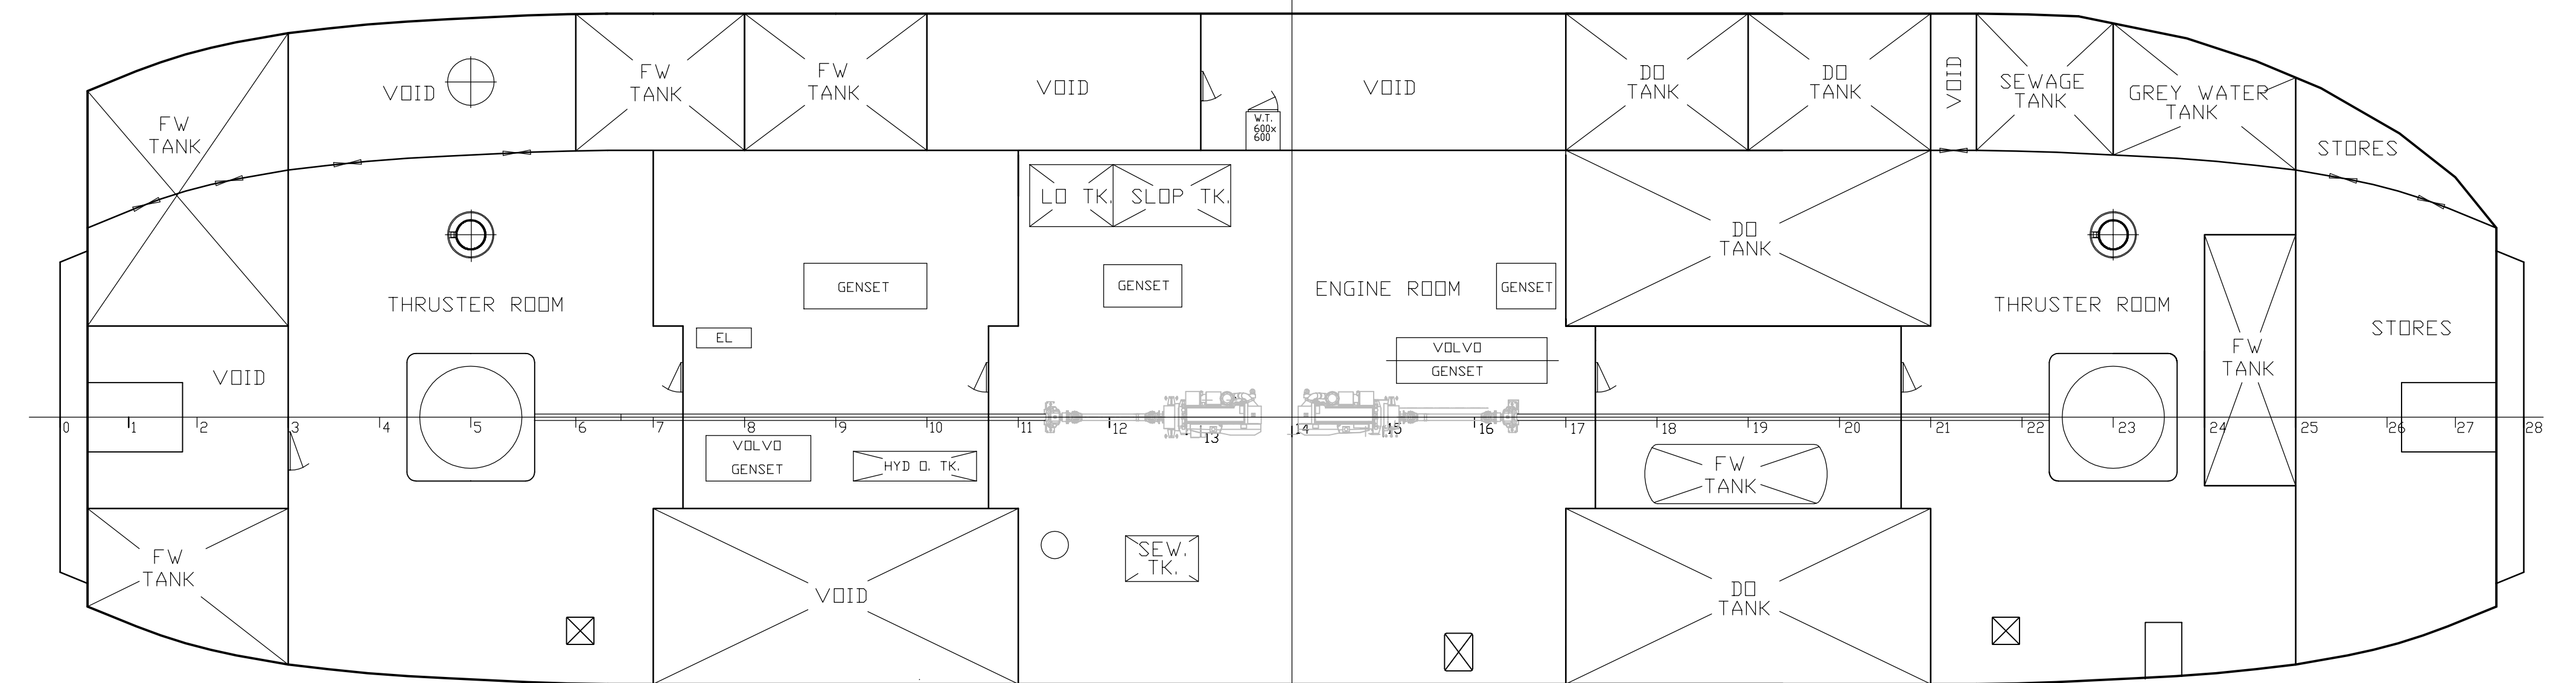 FW
TANK
VOID
FW
TANK
FW
TANK
VOID
W.T.
600x
600
VOID
DO
TANK
DO
TANK
VOID
SEWAGE
TANK
GREY WATER
TANK
STORES
LO TK.
SLOP TK.
DO
TANK
THRUSTER ROOM
GENSET
GENSET
ENGINE ROOM
GENSET
THRUSTER ROOM
STORES
EL
VOLVO
GENSET
FW
TANK
VOID
0 1 2 3 4 5 6 7 8 9 10 11 12 13 14 15 16 17 18 19 20 21 22 23 24 25 26 27 28
VOLVO
GENSET
HYD O. TK.
FW
TANK
FW
TANK
SEW.
TK.
VOID
DO
TANK